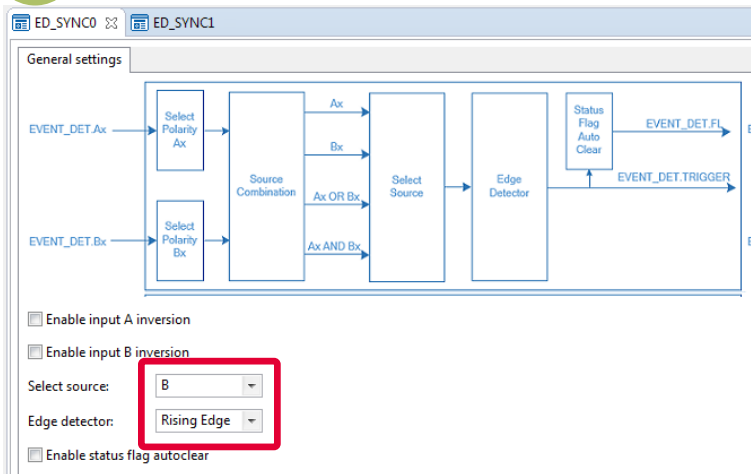 ED_SYNC0
ED_SYNC1
General settings
EVENT_DET.Ax
Select
Polarity
Ax
Source
Combination
Ax
Bx
Ax OR Bx
Ax AND Bx
Select
Source
Edge
Detector
Status
Flag
Auto
Clear
EVENT_DET.FL
EVENT_DET.TRIGGER
EVENT_DET.Bx
Select
Polarity
Bx
Enable input A inversion
Enable input B inversion
Select source: B
Edge detector: Rising Edge
Enable status flag autoclear